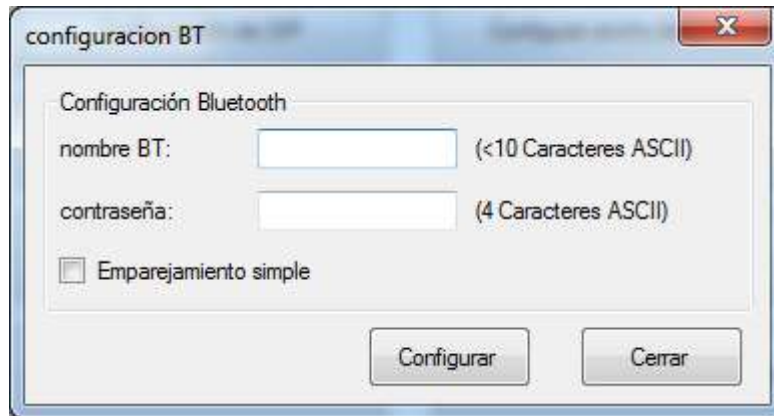 configuracion BT
Configuración Bluetooth
nombre BT: (<10 Caracteres ASCII)
contraseña: (4 Caracteres ASCII)
Emparejamiento simple
Configurar Cerrar